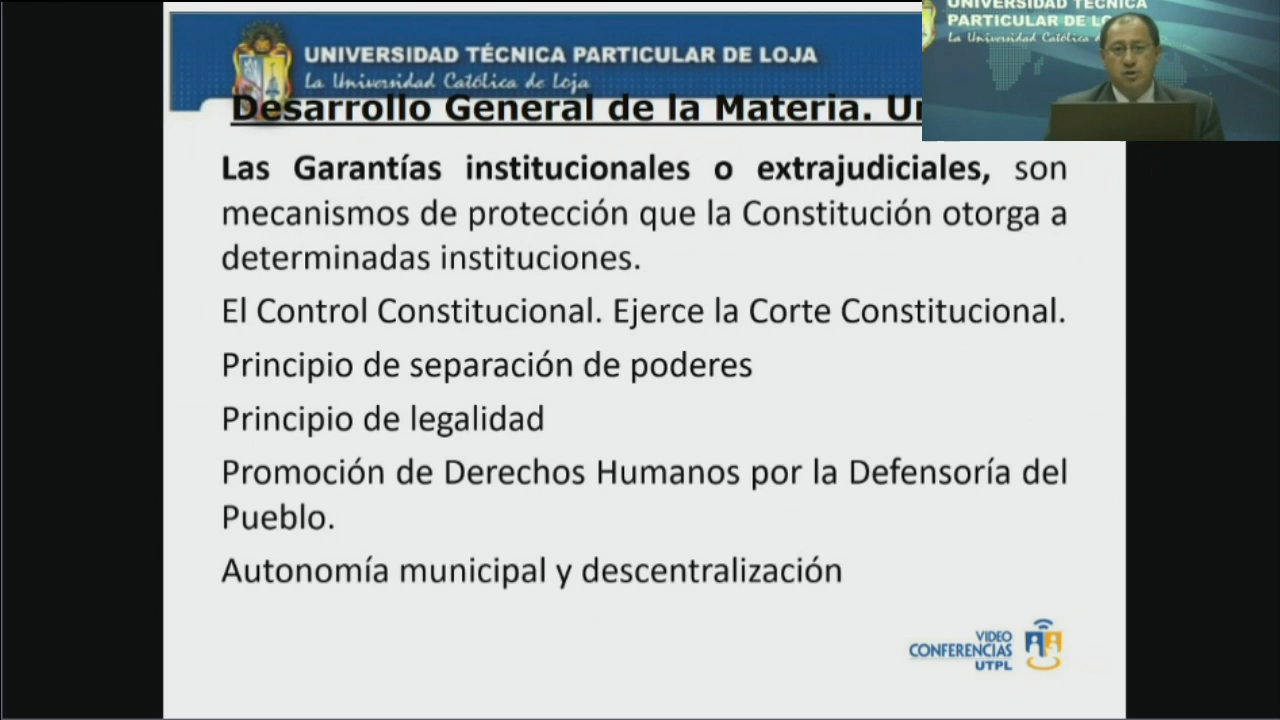 UNIVERSIDAD TÉCNICA PARTICULAR DE LOJA
La Universidad Católica de Loja
UNIVERSIDAD TÉCNICA
PARTICULAR DE
La Universidad Católica
Desarrollo General de la Materia.
Las Garantías institucionales o extrajudiciales, son
mecanismos de protección que la Constitución otorga a
determinadas instituciones.
El Control Constitucional. Ejerce la Corte Constitucional.
Principio de separación de poderes
Principio de legalidad
Promoción de Derechos Humanos por la Defensoría del
Pueblo.
Autonomía municipal y descentralización
VIDEO
CONFERENCIAS
UTPL